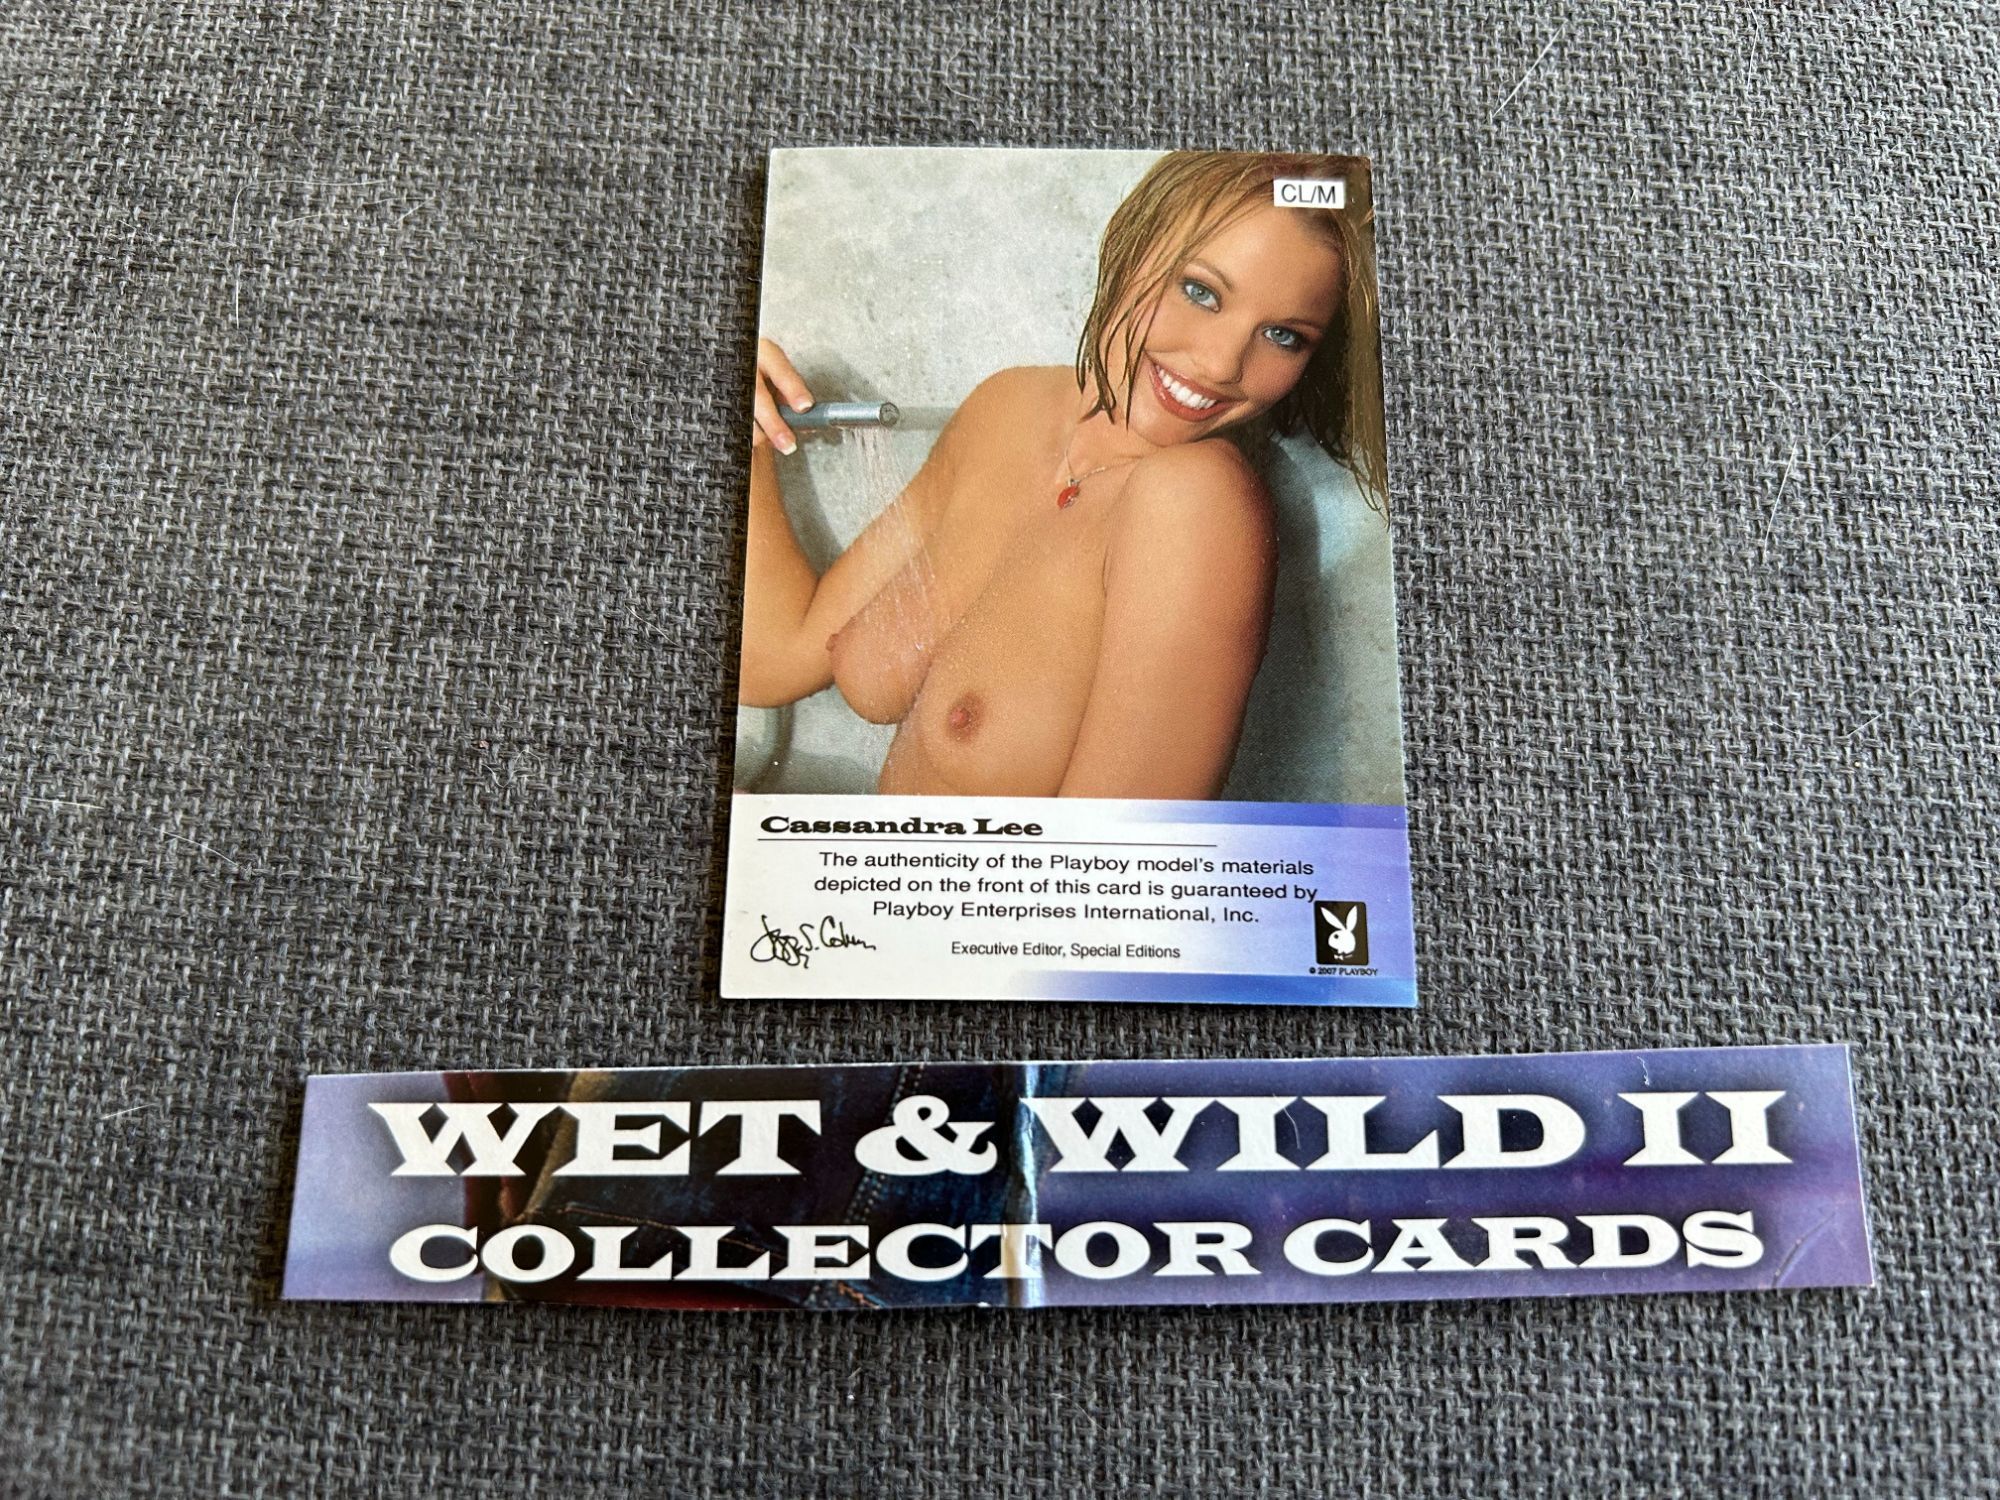 CL/M
Cassandra Lee
The authenticity of the Playboy model's materials
depicted on the front of this card is guaranteed by
Playboy Enterprises International, Inc.
Executive Editor, Special Editions
© 2007 PLAYBOY
WET & WILD II
COLLECTOR CARDS